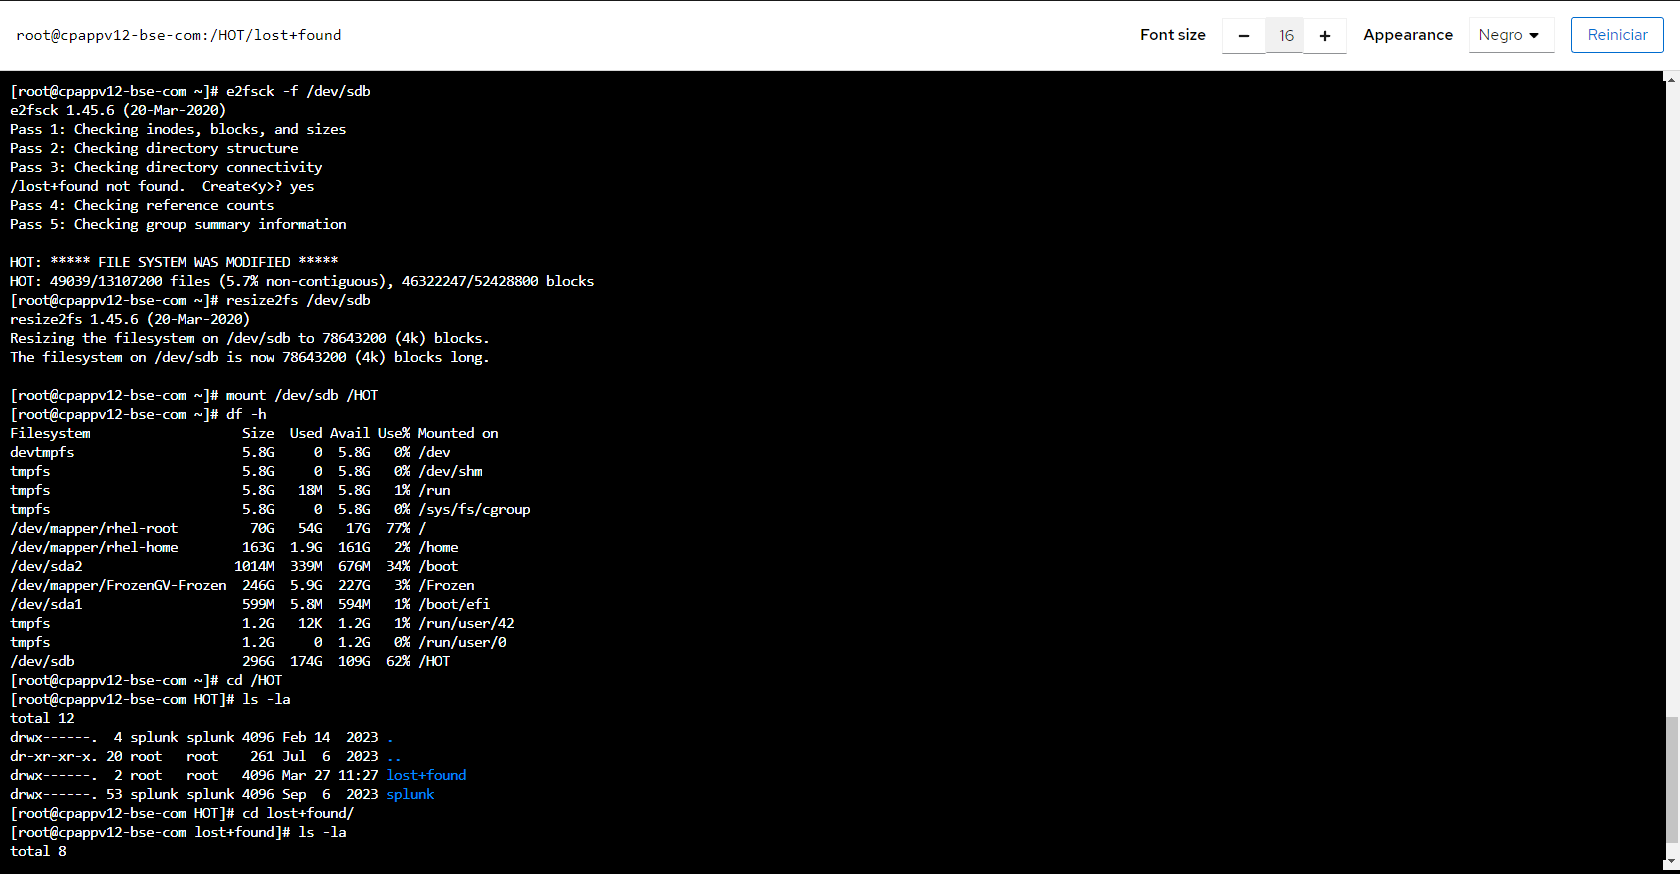 root@cpappv12-bse-com:/HOT/lost+found
Font size − 16 + Appearance Negro Reiniciar
[root@cpappv12-bse-com ~]# e2fsck -f /dev/sdb
e2fsck 1.45.6 (20-Mar-2020)
Pass 1: Checking inodes, blocks, and sizes
Pass 2: Checking directory structure
Pass 3: Checking directory connectivity
/lost+found not found.  Create<y>? yes
Pass 4: Checking reference counts
Pass 5: Checking group summary information
HOT: ***** FILE SYSTEM WAS MODIFIED *****
HOT: 49039/13107200 files (5.7% non-contiguous), 46322247/52428800 blocks
[root@cpappv12-bse-com ~]# resize2fs /dev/sdb
resize2fs 1.45.6 (20-Mar-2020)
Resizing the filesystem on /dev/sdb to 78643200 (4k) blocks.
The filesystem on /dev/sdb is now 78643200 (4k) blocks long.
[root@cpappv12-bse-com ~]# mount /dev/sdb /HOT
[root@cpappv12-bse-com ~]# df -h
Filesystem                   Size  Used Avail Use% Mounted on
devtmpfs                     5.8G     0  5.8G   0% /dev
tmpfs                        5.8G     0  5.8G   0% /dev/shm
tmpfs                        5.8G   18M  5.8G   1% /run
tmpfs                        5.8G     0  5.8G   0% /sys/fs/cgroup
/dev/mapper/rhel-root         70G   54G   17G  77% /
/dev/mapper/rhel-home        163G  1.9G  161G   2% /home
/dev/sda2                   1014M  339M  676M  34% /boot
/dev/mapper/FrozenGV-Frozen  246G  5.9G  227G   3% /Frozen
/dev/sda1                    599M  5.8M  594M   1% /boot/efi
tmpfs                        1.2G   12K  1.2G   1% /run/user/42
tmpfs                        1.2G     0  1.2G   0% /run/user/0
/dev/sdb                     296G  174G  109G  62% /HOT
[root@cpappv12-bse-com ~]# cd /HOT
[root@cpappv12-bse-com HOT]# ls -la
total 12
drwx------.  4 splunk splunk 4096 Feb 14  2023 .
dr-xr-xr-x. 20 root   root    261 Jul  6  2023 ..
drwx------.  2 root   root   4096 Mar 27 11:27 lost+found
drwx------. 53 splunk splunk 4096 Sep  6  2023 splunk
[root@cpappv12-bse-com HOT]# cd lost+found/
[root@cpappv12-bse-com lost+found]# ls -la
total 8